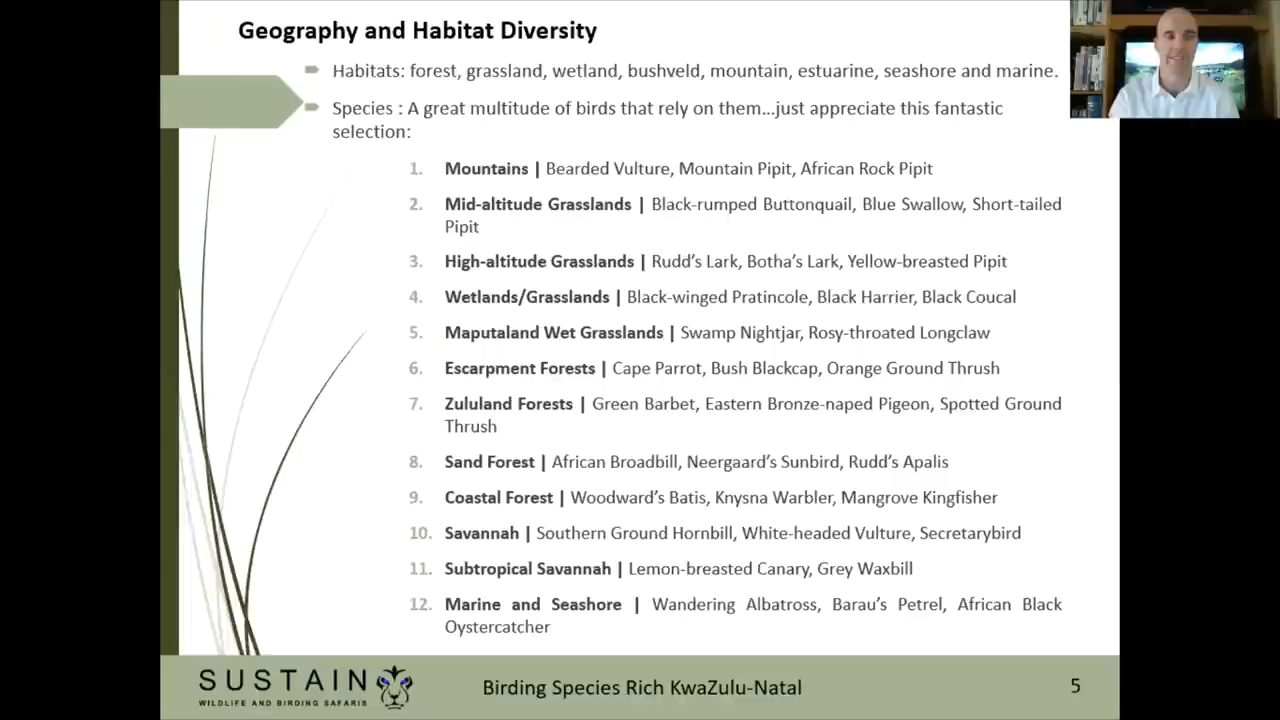 Geography and Habitat Diversity
Habitats: forest, grassland, wetland, bushveld, mountain, estuarine, seashore and marine.
Species : A great multitude of birds that rely on them...just appreciate this fantastic
selection:
1. Mountains | Bearded Vulture, Mountain Pipit, African Rock Pipit
2. Mid-altitude Grasslands | Black-rumped Buttonquail, Blue Swallow, Short-tailed
Pipit
3. High-altitude Grasslands | Rudd's Lark, Botha's Lark, Yellow-breasted Pipit
4. Wetlands/Grasslands | Black-winged Pratincole, Black Harrier, Black Coucal
5. Maputaland Wet Grasslands | Swamp Nightjar, Rosy-throated Longclaw
6. Escarpment Forests | Cape Parrot, Bush Blackcap, Orange Ground Thrush
7. Zululand Forests | Green Barbet, Eastern Bronze-naped Pigeon, Spotted Ground
Thrush
8. Sand Forest | African Broadbill, Neergaard's Sunbird, Rudd's Apalis
9. Coastal Forest | Woodward's Batis, Knysna Warbler, Mangrove Kingfisher
10. Savannah | Southern Ground Hornbill, White-headed Vulture, Secretarybird
11. Subtropical Savannah | Lemon-breasted Canary, Grey Waxbill
12. Marine and Seashore | Wandering Albatross, Barau's Petrel, African Black
Oystercatcher
SUSTAIN
WILDLIFE AND BIRDING SAFARIS
Birding Species Rich KwaZulu-Natal
5